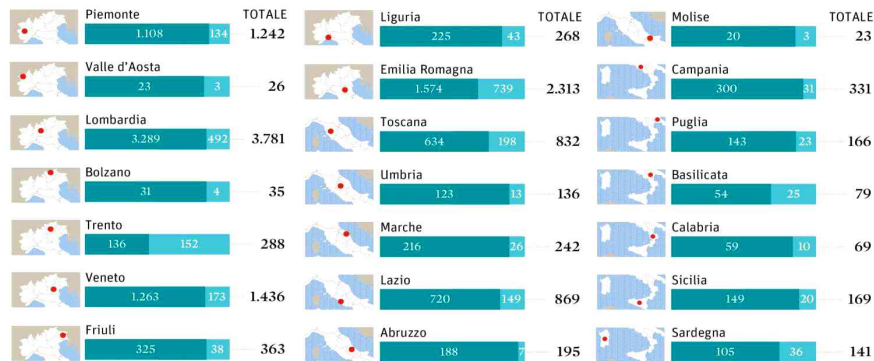 TOTALE
Piemonte
1.108 134 1.242
Valle d'Aosta
23 3 26
Lombardia
3.289 492 3.781
Bolzano
31 4 35
Trento
136 152 288
Veneto
1.263 173 1.436
Friuli
325 38 363
TOTALE
Liguria
225 43 268
Emilia Romagna
1.574 739 2.313
Toscana
634 198 832
Umbria
123 13 136
Marche
216 26 242
Lazio
720 149 869
Abruzzo
188 7 195
TOTALE
Molise
20 3 23
Campania
300 31 331
Puglia
143 23 166
Basilicata
54 25 79
Calabria
59 10 69
Sicilia
149 20 169
Sardegna
105 36 141